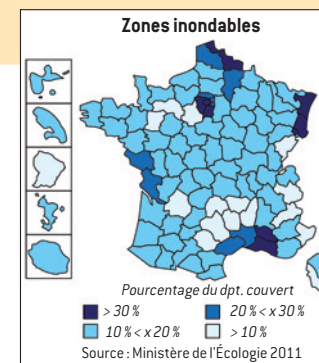 Zones inondables
Pourcentage du dpt. couvert
> 30 % 20 % < x 30 %
10 % < x 20 % > 10 %
Source : Ministère de l'Écologie 2011